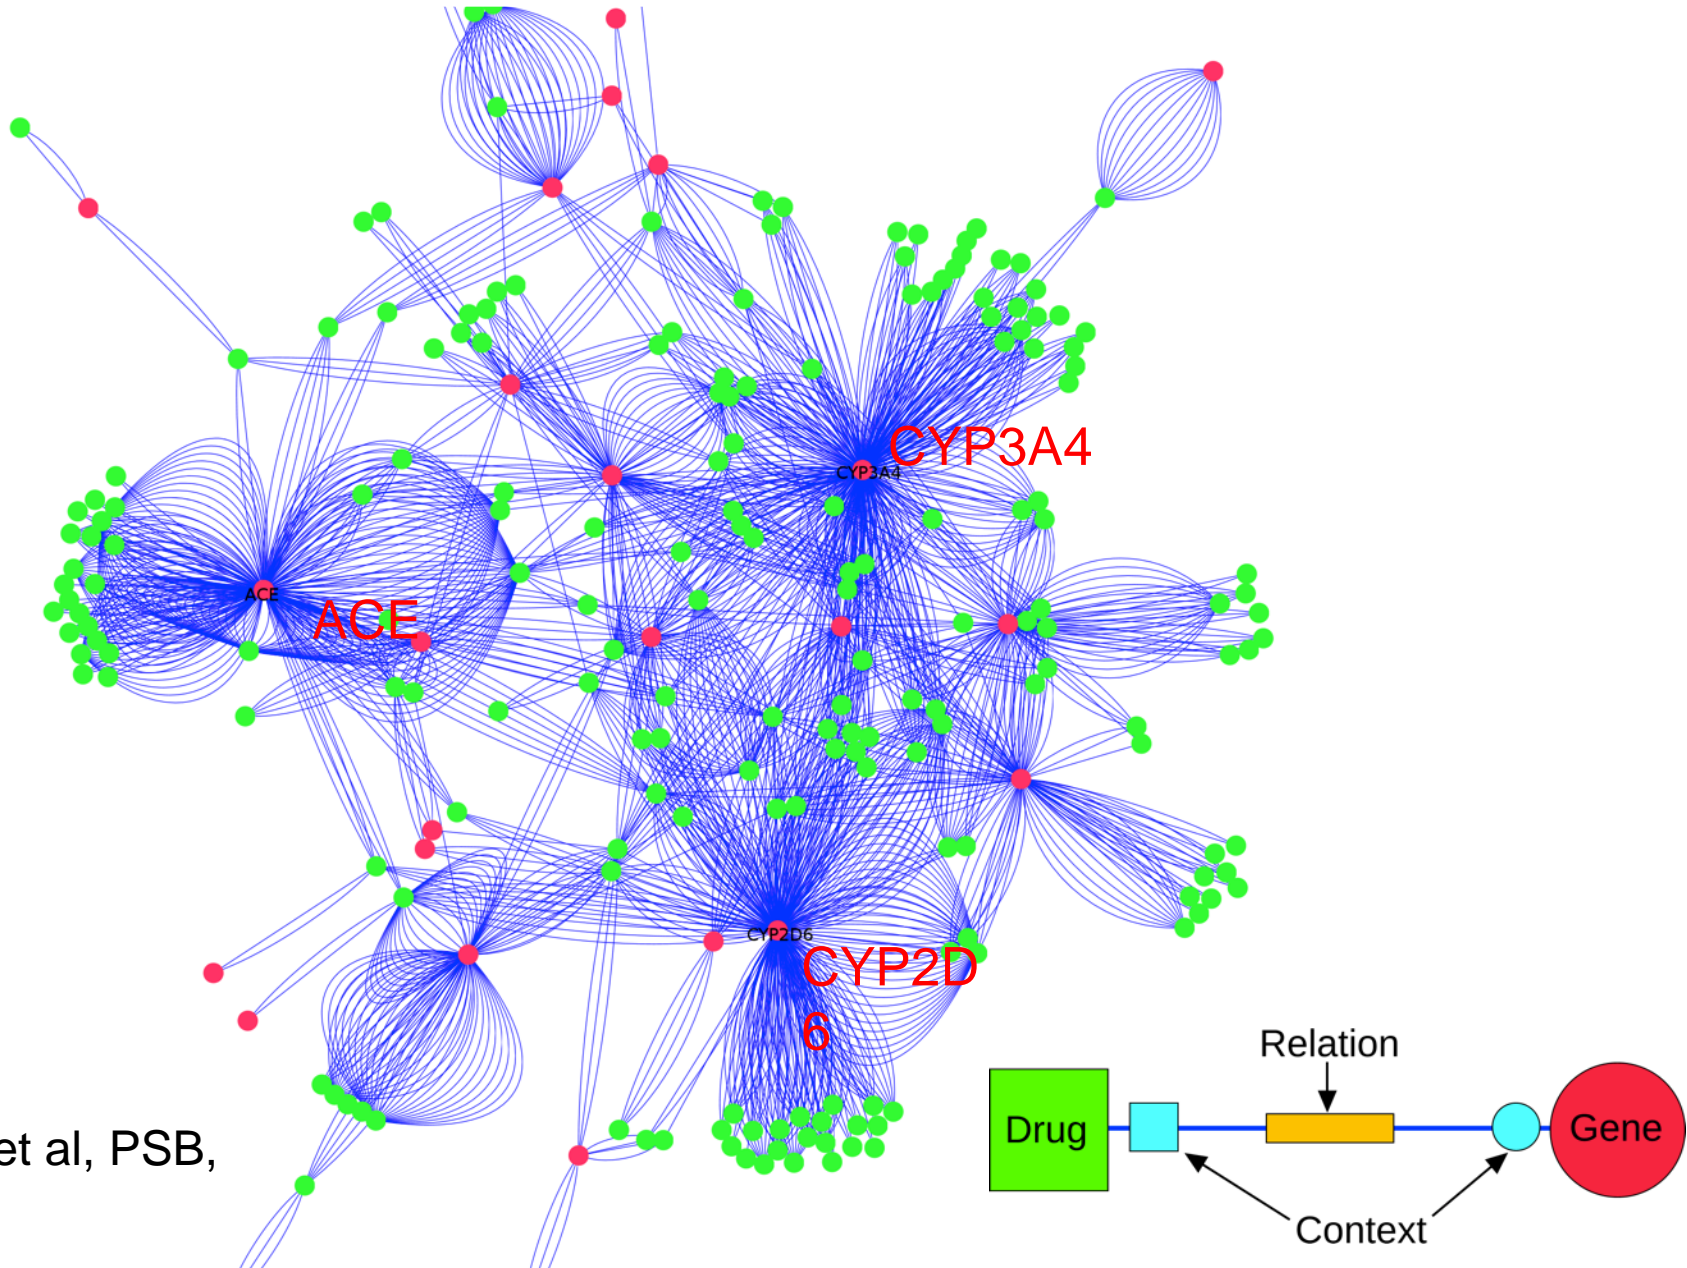 CYP3A4
CYP3A4
ACE
ACE
CYP2D6
CYP2D
6
Relation
Drug
Gene
et al, PSB,
Context